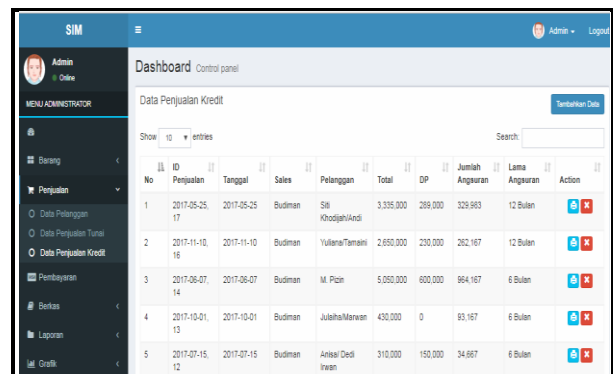 SIM
Admin
Logout
Admin
Online
Dashboard Control panel
MENU ADMINISTRATOR
Data Penjualan Kredit
Tambahkan Data
Show 10 entries
Search:
Barang
Penjualan
Data Pelanggan
Data Penjualan Tunai
Data Penjualan Kredit
Pembayaran
Berkas
Laporan
Grafik
No ID Penjualan Tanggal Sales Pelanggan Total DP Jumlah Angsuran Lama Angsuran Action
1 2017-05-25, 17 2017-05-25 Budiman Siti Khodijah/Andi 3,335,000 289,000 329,983 12 Bulan
2 2017-11-10, 16 2017-11-10 Budiman Yuliana/Tamaini 2,650,000 230,000 262,167 12 Bulan
3 2017-06-07, 14 2017-06-07 Budiman M. Pizin 5,050,000 600,000 964,167 6 Bulan
4 2017-10-01, 13 2017-10-01 Budiman Julaiha/Marwan 430,000 0 93,167 6 Bulan
5 2017-07-15, 12 2017-07-15 Budiman Anisal Dedi Irwan 310,000 150,000 34,667 6 Bulan